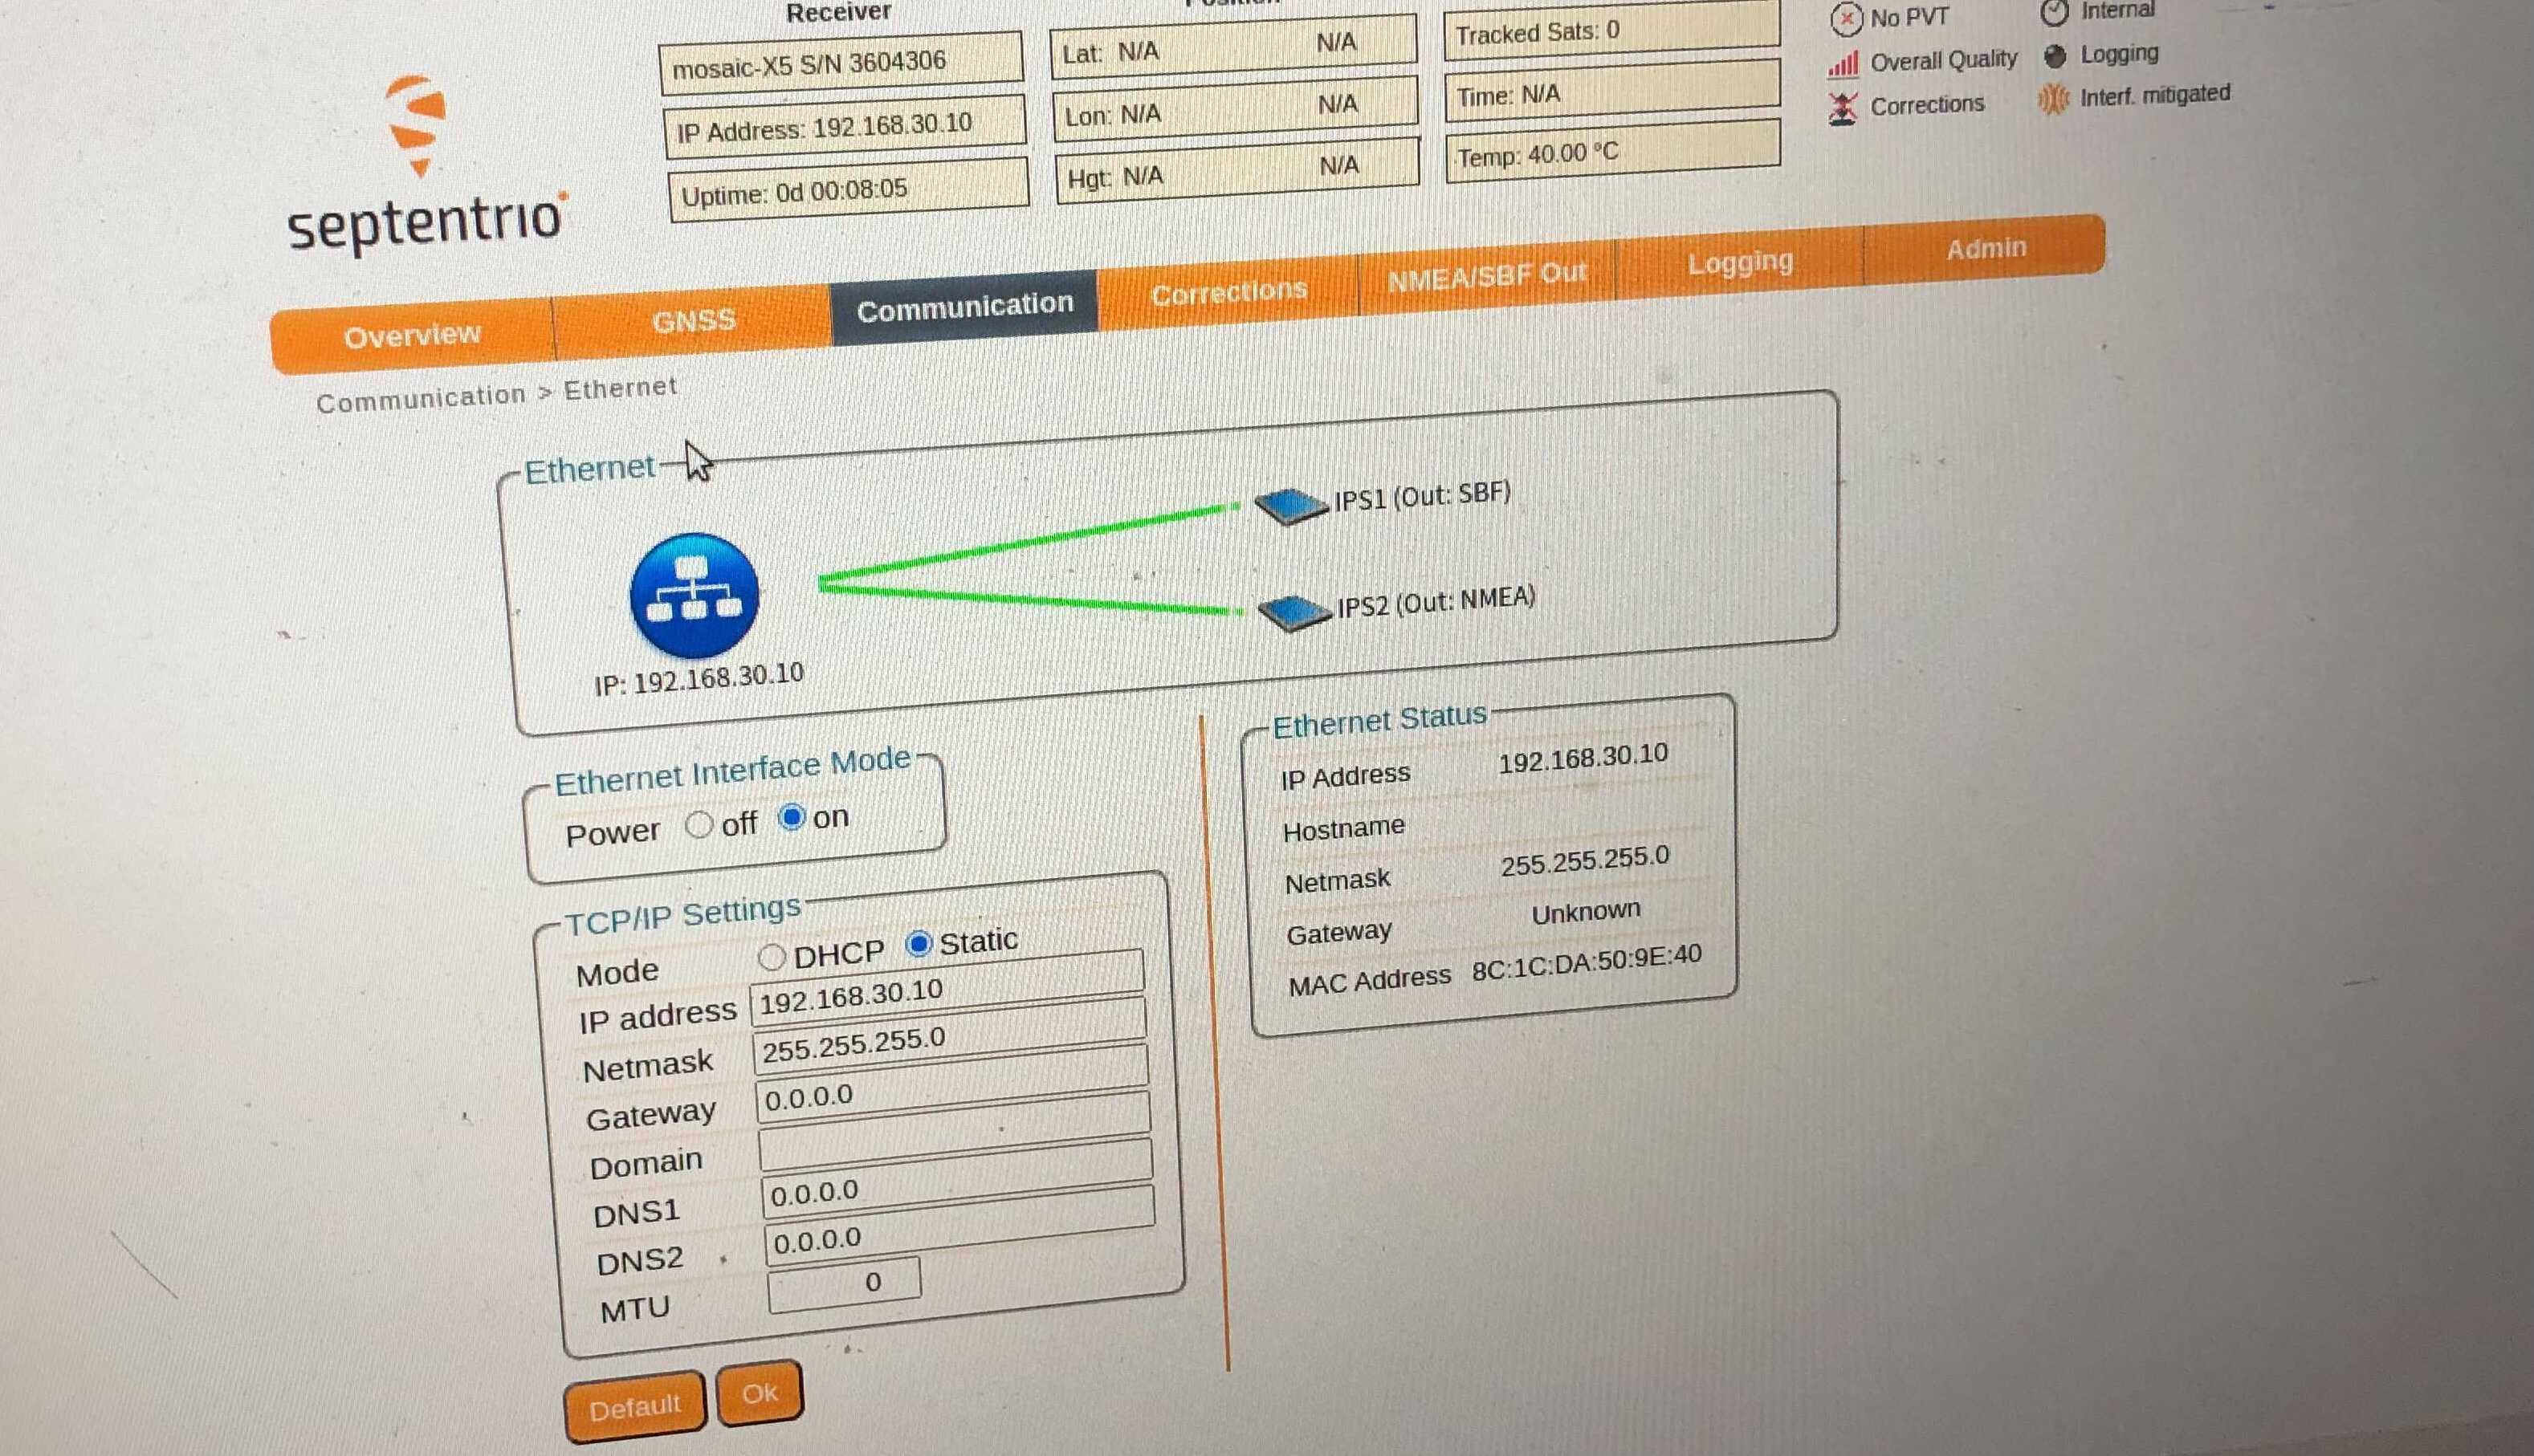 Receiver
mosaic-X5 S/N 3604306
IP Address: 192.168.30.10
Uptime: 0d 00:08:05
Lat: N/A N/A
Lon: N/A N/A
Hgt: N/A N/A
Tracked Sats: 0
Time: N/A
Temp: 40.00 °C
No PVT
Overall Quality
Corrections
Internal
Logging
Interf. mitigated
septentrio
Overview GNSS Communication Corrections NMEA/SBF Out Logging Admin
Communication > Ethernet
Ethernet
IPS1 (Out: SBF)
IPS2 (Out: NMEA)
IP: 192.168.30.10
Ethernet Interface Mode
Power off on
TCP/IP Settings
Mode DHCP Static
IP address 192.168.30.10
Netmask 255.255.255.0
Gateway 0.0.0.0
Domain
DNS1 0.0.0.0
DNS2 0.0.0.0
MTU 0
Default Ok
Ethernet Status
IP Address 192.168.30.10
Hostname
Netmask 255.255.255.0
Gateway Unknown
MAC Address 8C:1C:DA:50:9E:40